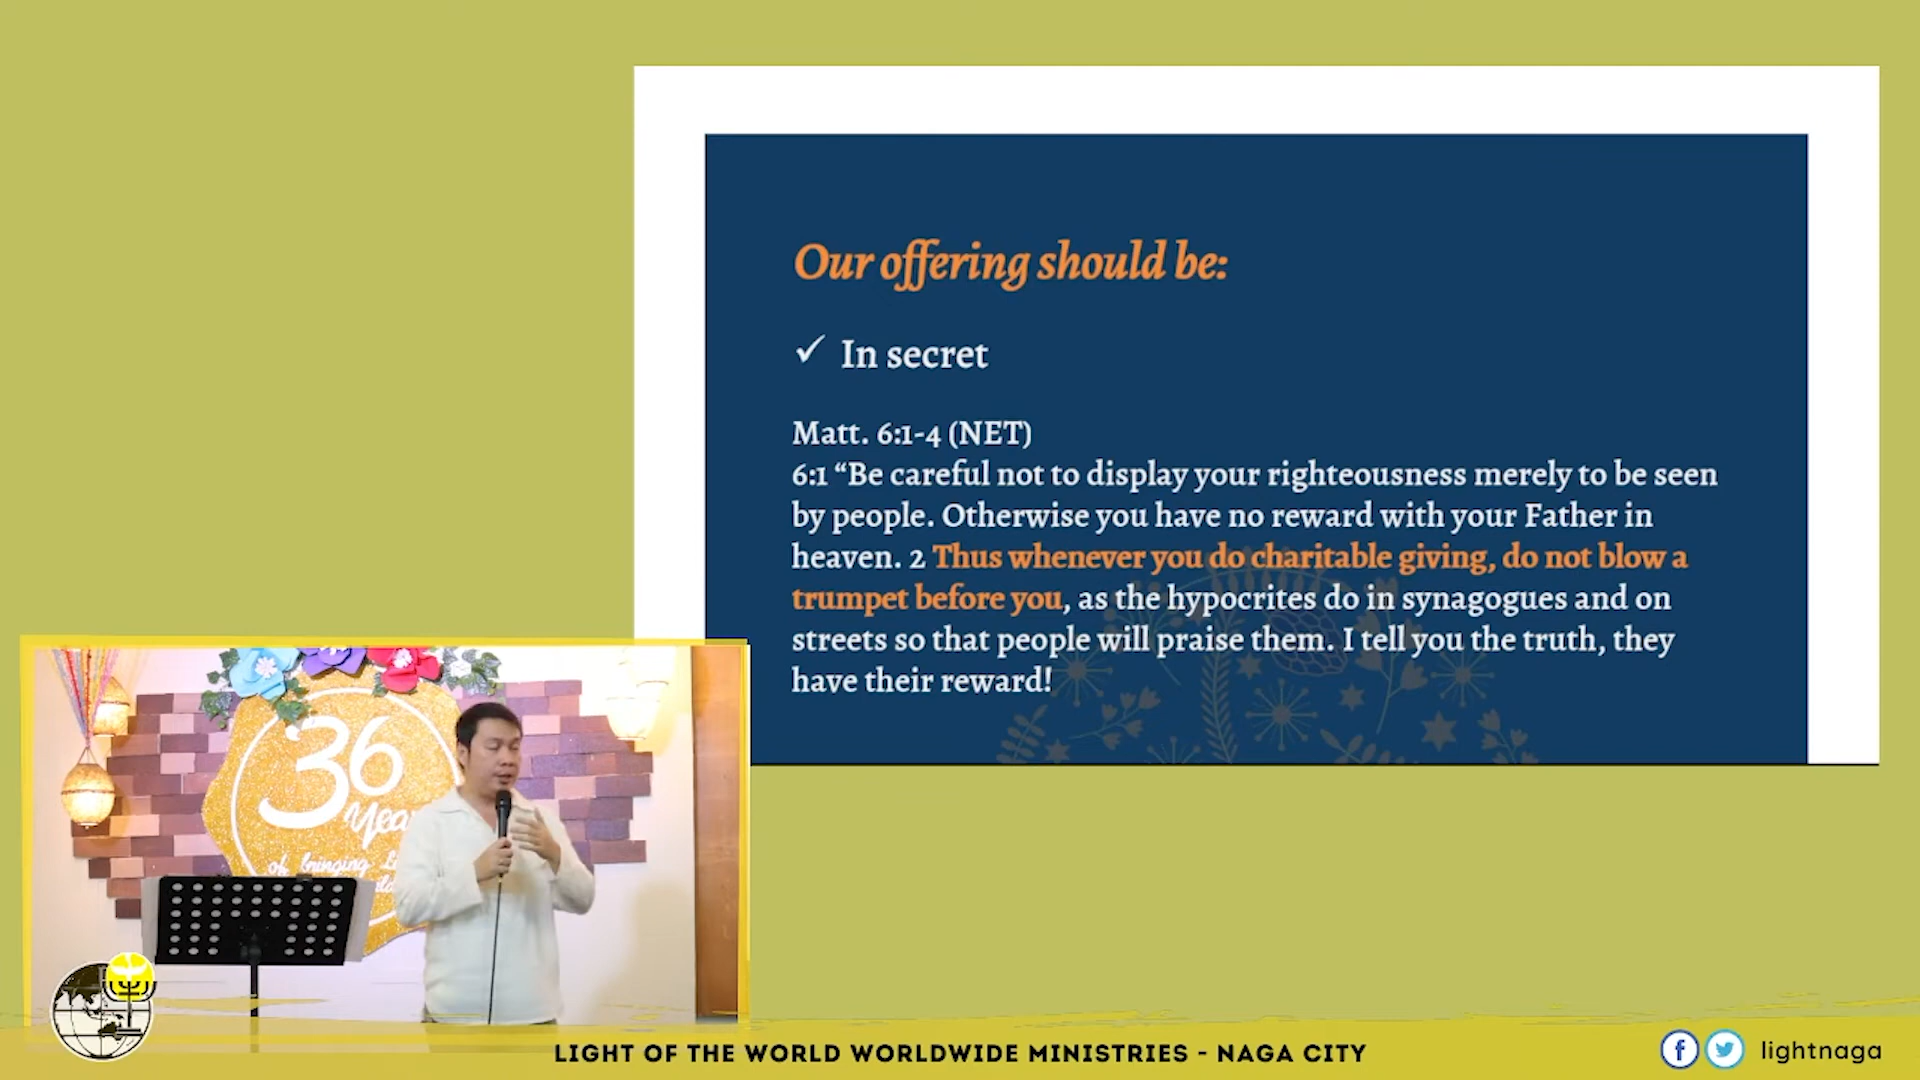 Our offering should be:
✓ In secret
Matt. 6:1-4 (NET)
6:1 “Be careful not to display your righteousness merely to be seen
by people. Otherwise you have no reward with your Father in
heaven. 2 Thus whenever you do charitable giving, do not blow a
trumpet before you, as the hypocrites do in synagogues and on
streets so that people will praise them. I tell you the truth, they
have their reward!
36
of bringing
LIGHT OF THE WORLD WORLDWIDE MINISTRIES - NAGA CITY
lightnaga